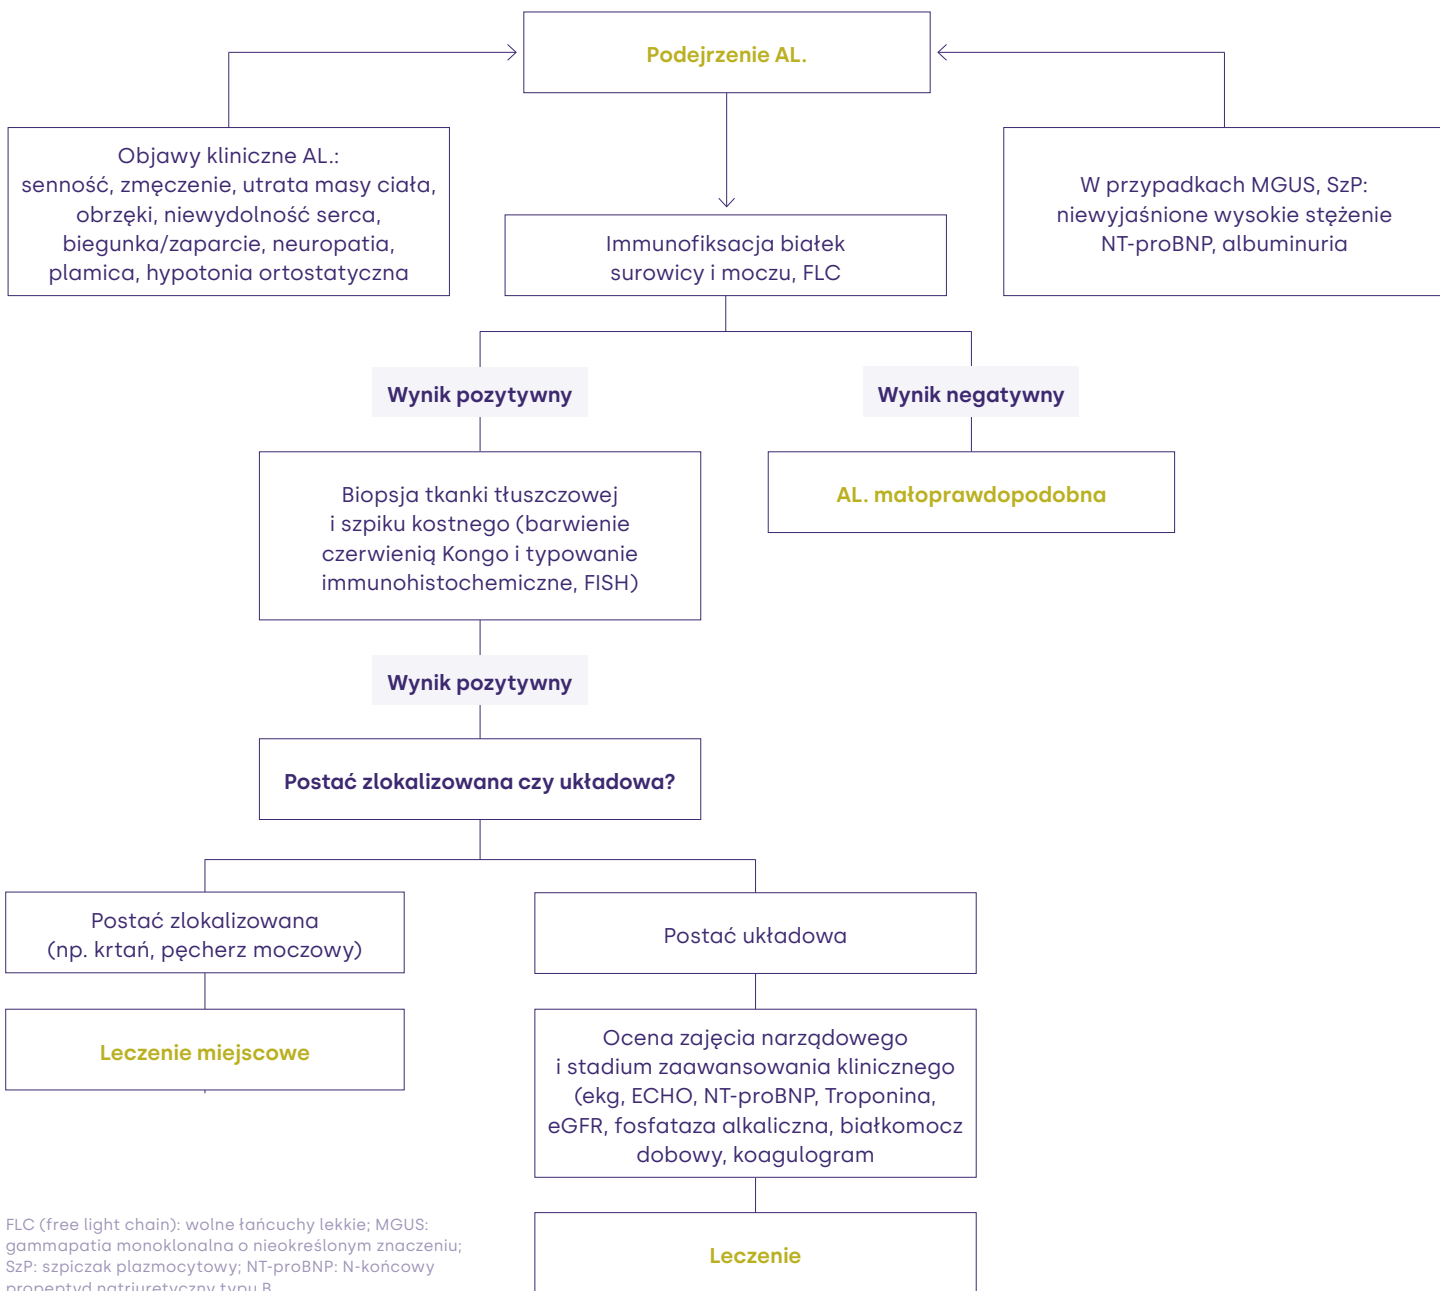 Podejrzenie AL.
Objawy kliniczne AL.:
senność, zmęczenie, utrata masy ciała,
obrzęki, niewydolność serca,
biegunka/zaparcie, neuropatia,
plamica, hypotonia ortostatyczna
W przypadkach MGUS, SzP:
niewyjaśnione wysokie stężenie
NT-proBNP, albuminuria
Immunofiksacja białek
surowicy i moczu, FLC
Wynik pozytywny
Wynik negatywny
Biopsja tkanki tłuszczowej
i szpiku kostnego (barwienie
czerwienią Kongo i typowanie
immunohistochemiczne, FISH)
AL. małoprawdopodobna
Wynik pozytywny
Postać zlokalizowana czy układowa?
Postać zlokalizowana
(np. krtań, pęcherz moczowy)
Postać układowa
Leczenie miejscowe
Ocena zajęcia narządowego
i stadium zaawansowania klinicznego
(ekg, ECHO, NT-proBNP, Troponina,
eGFR, fosfataza alkaliczna, białkomocz
dobowy, koagulogram
Leczenie
FLC (free light chain): wolne łańcuchy lekkie; MGUS:
gammapatia monoklonalna o nieokreślonym znaczeniu;
SzP: szpiczak plazmocytowy; NT-proBNP: N-końcowy
propeptyd natriuretyczny typu B